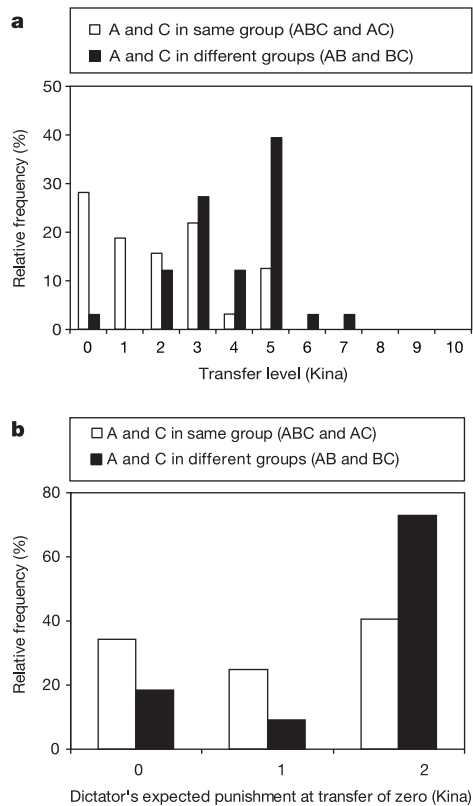 a
A and C in same group (ABC and AC)
A and C in different groups (AB and BC)
Relative frequency (%)
50
40
30
20
10
0
0 1 2 3 4 5 6 7 8 9 10
Transfer level (Kina)
b
A and C in same group (ABC and AC)
A and C in different groups (AB and BC)
Relative frequency (%)
80
60
40
20
0
0 1 2
Dictator's expected punishment at transfer of zero (Kina)